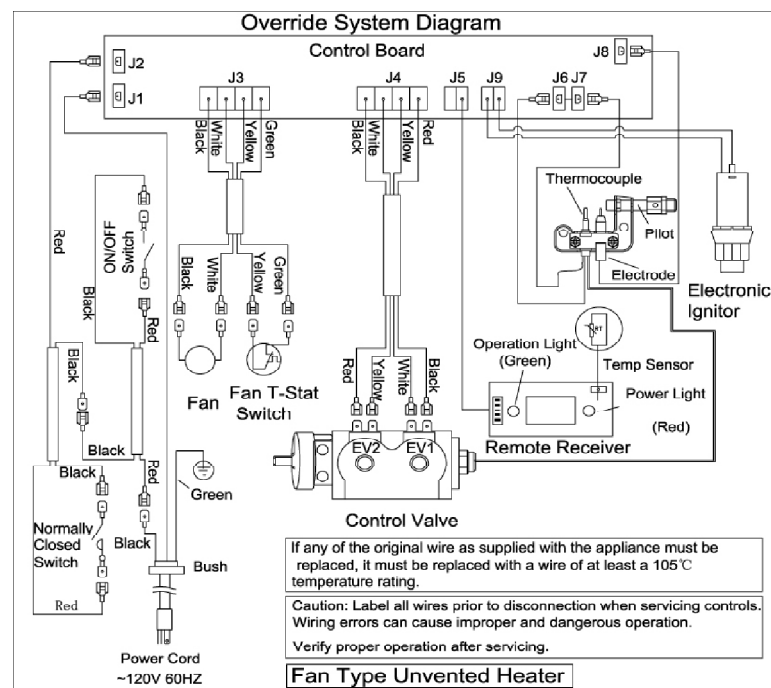 Override System Diagram
Control Board
J8
J2
J1
J3
J4
J5
J9
J6 J7
Black
White
Yellow
Green
Black
White
Yellow
Red
Thermocouple
Pilot
Electrode
Electronic
Ignitor
Red
ON/OFF
Switch
Black
Red
Black
White
Yellow
Green
Fan
Fan T-Stat
Switch
Black
Black
Black
Red
Red
Yellow
White
Black
EV2
EV1
Control Valve
RT
Operation Light
(Green)
Temp Sensor
Power Light
(Red)
Remote Receiver
Green
Normally
Closed
Switch
Black
Bush
Red
Power Cord
~120V 60HZ
If any of the original wire as supplied with the appliance must be
replaced, it must be replaced with a wire of at least a 105℃
temperature rating.
Caution: Label all wires prior to disconnection when servicing controls.
Wiring errors can cause improper and dangerous operation.
Verify proper operation after servicing.
Fan Type Unvented Heater